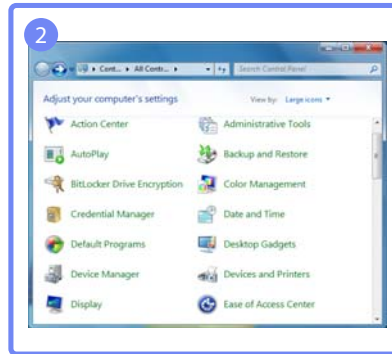 2
Cont... All Contr...
Search Control Panel
Adjust your computer's settings
View by: Large icons
Action Center
Administrative Tools
AutoPlay
Backup and Restore
BitLocker Drive Encryption
Color Management
Credential Manager
Date and Time
Default Programs
Desktop Gadgets
Device Manager
Devices and Printers
Display
Ease of Access Center